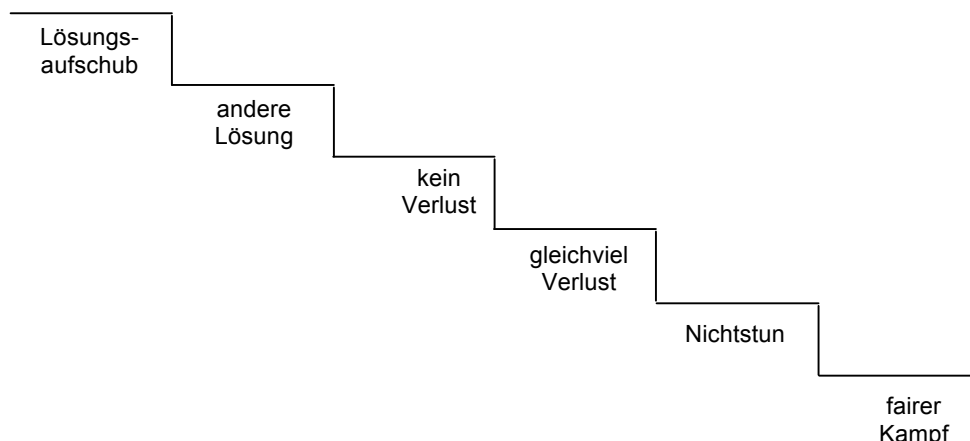 Lösungs-
aufschub
andere
Lösung
kein
Verlust
gleichviel
Verlust
Nichtstun
fairer
Kampf